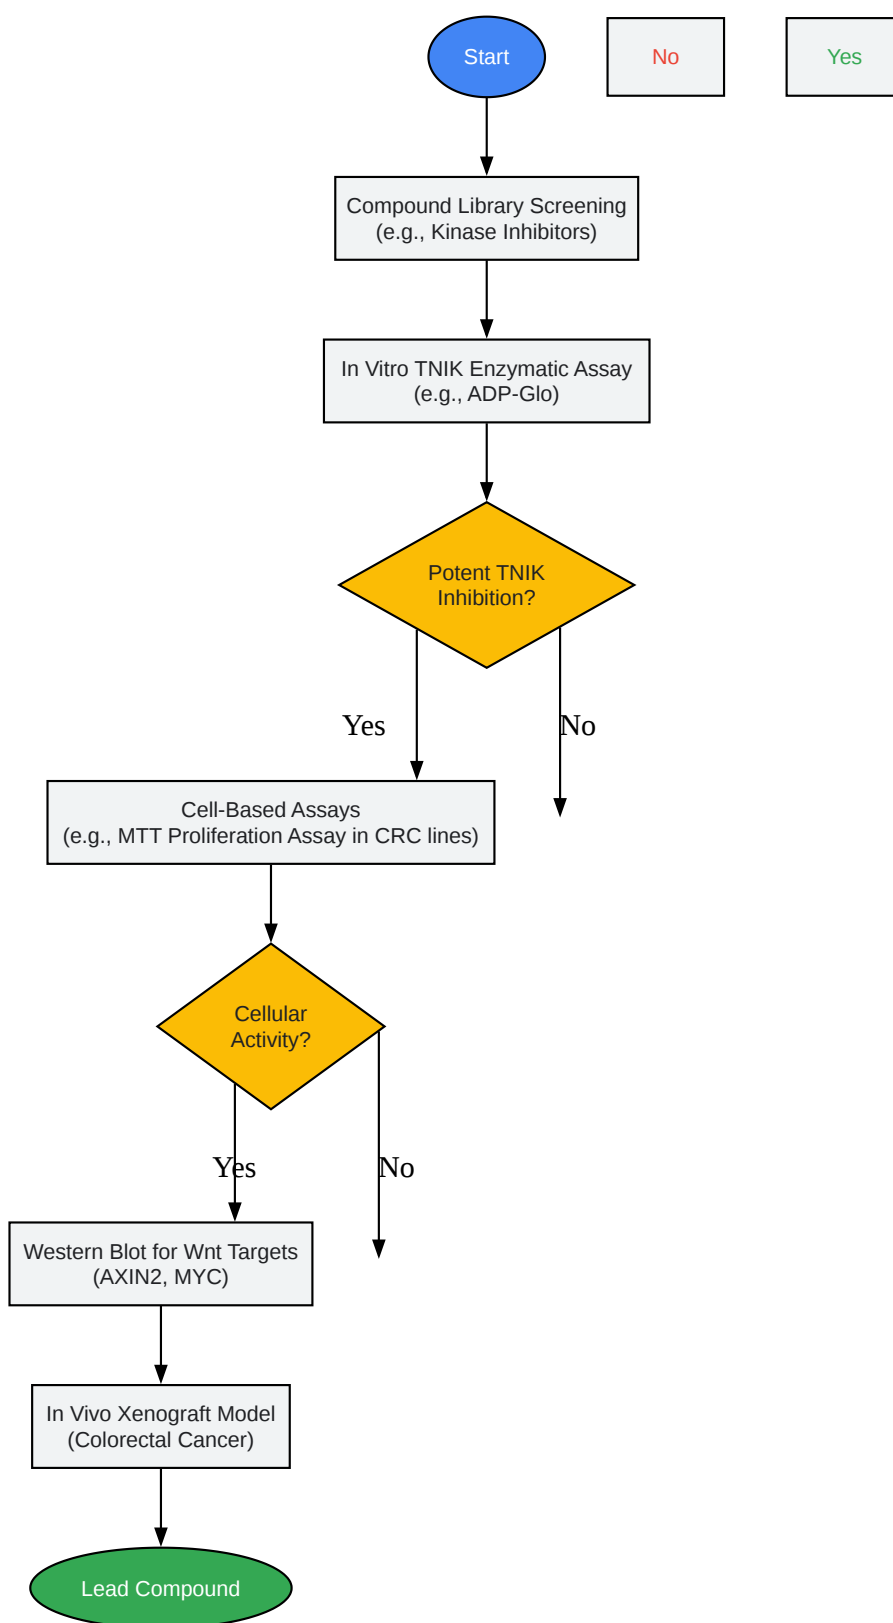 Start
No
Yes
Compound Library Screening
(e.g., Kinase Inhibitors)
In Vitro TNIK Enzymatic Assay
(e.g., ADP-Glo)
Potent TNIK
Inhibition?
Yes
No
Cell-Based Assays
(e.g., MTT Proliferation Assay in CRC lines)
Cellular
Activity?
Yes
No
Western Blot for Wnt Targets
(AXIN2, MYC)
In Vivo Xenograft Model
(Colorectal Cancer)
Lead Compound